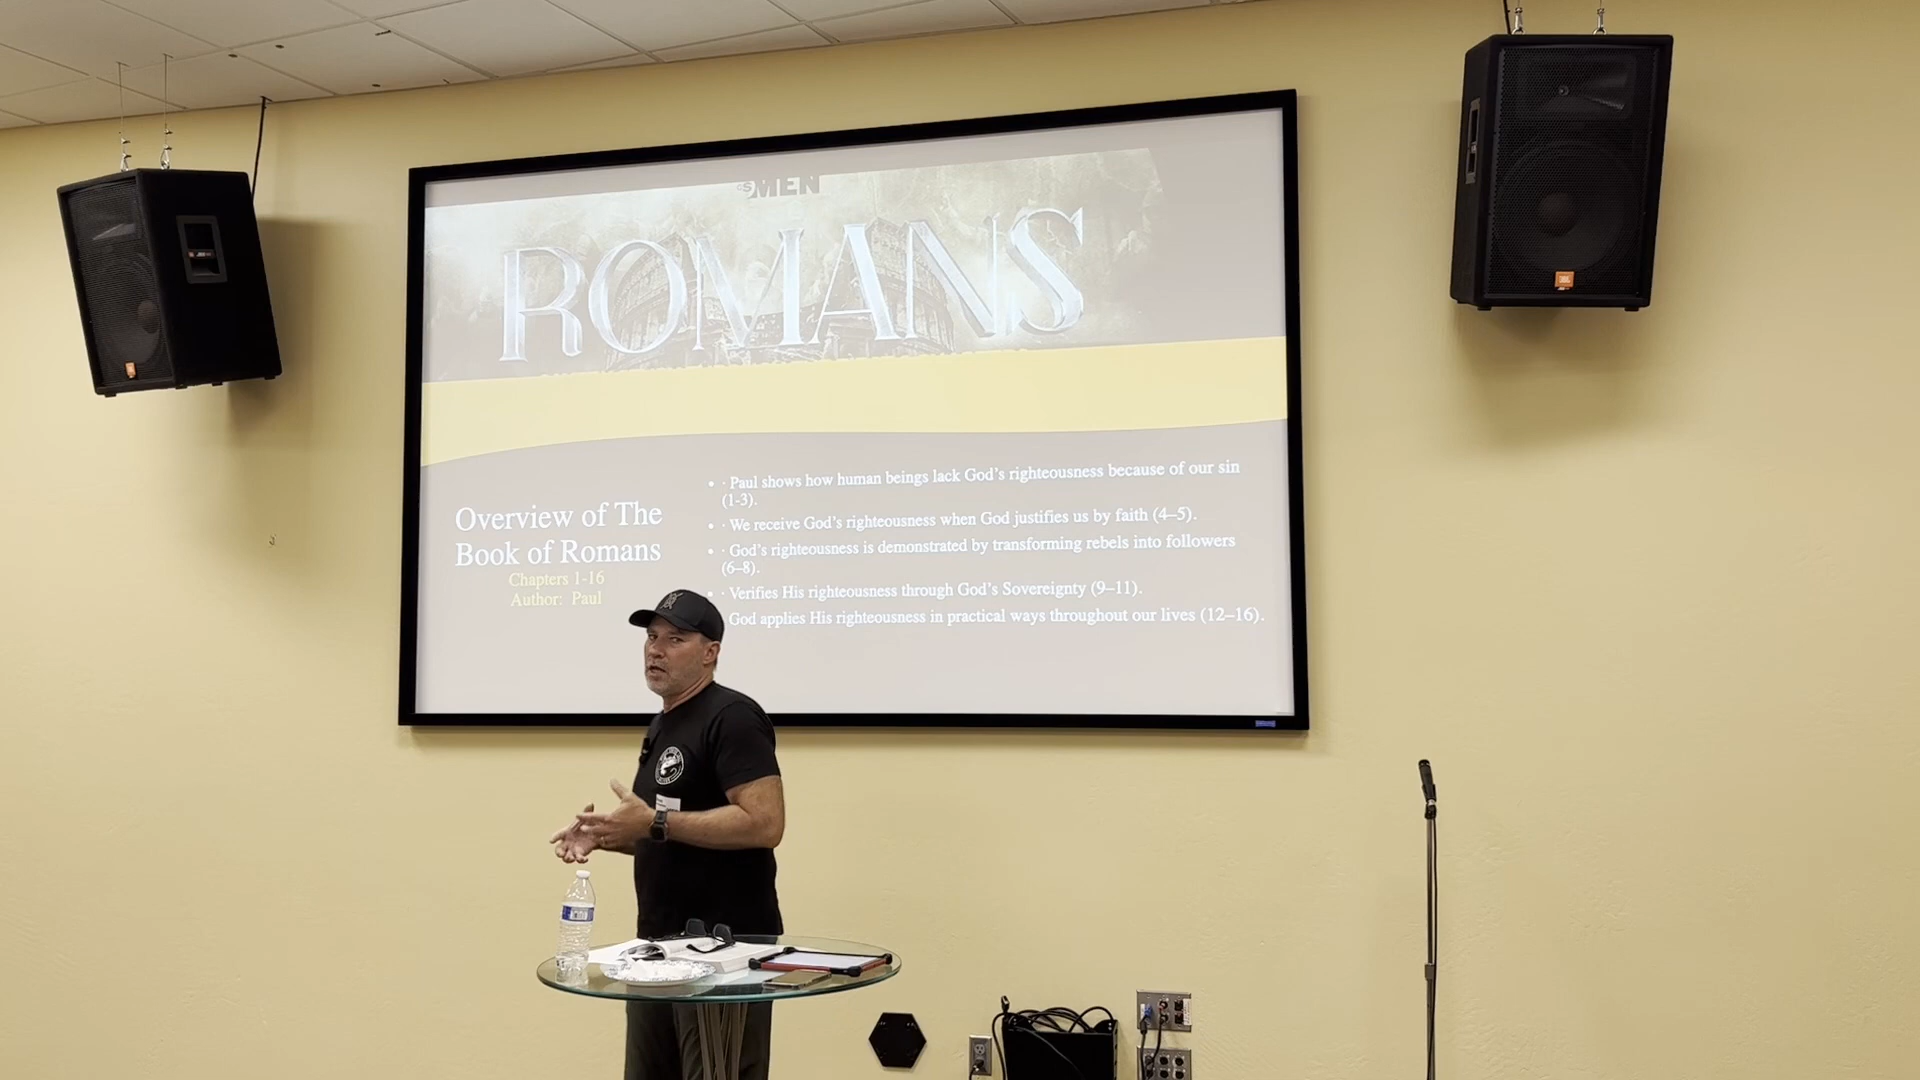 GS MEN
ROMANS
Overview of The
Book of Romans
Chapters 1-16
Author: Paul
• · Paul shows how human beings lack God's righteousness because of our sin
(1-3).
• · We receive God's righteousness when God justifies us by faith (4–5).
• · God's righteousness is demonstrated by transforming rebels into followers
(6–8).
• · Verifies His righteousness through God's Sovereignty (9–11).
God applies His righteousness in practical ways throughout our lives (12–16).
JBL